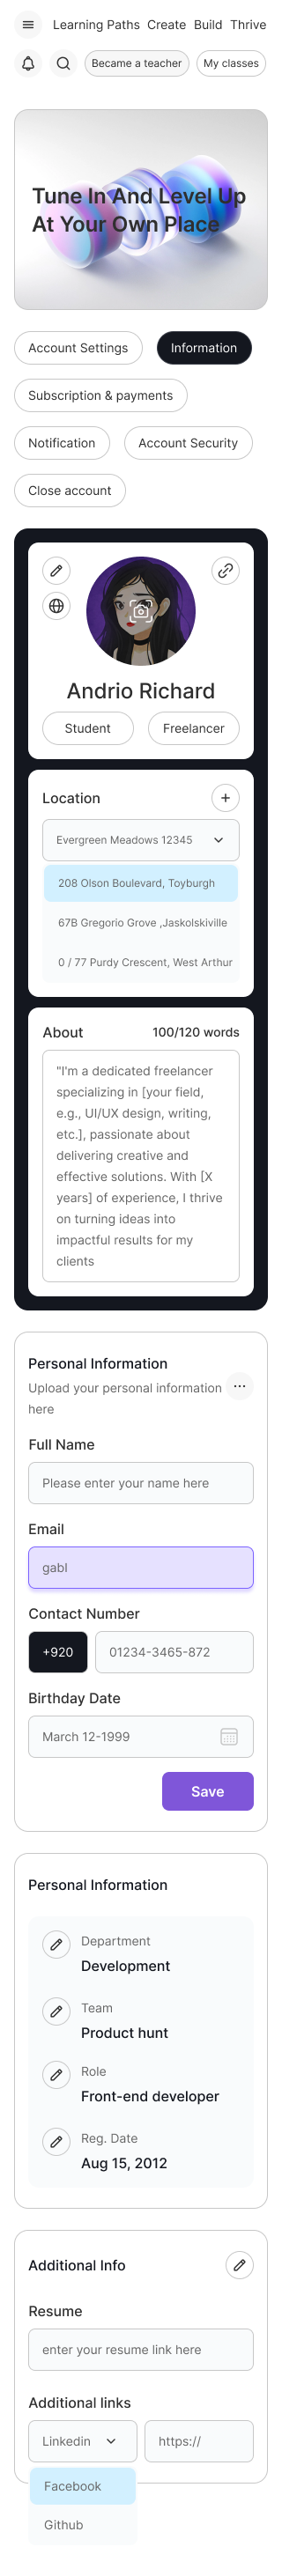 Learning Paths Create Build Thrive
Became a teacher My classes
Tune In And Level Up
At Your Own Place
Account Settings Information
Subscription & payments
Notification Account Security
Close account
Andrio Richard
Student Freelancer
Location
Evergreen Meadows 12345
208 Olson Boulevard, Toyburgh
67B Gregorio Grove ,Jaskolskiville
0 / 77 Purdy Crescent, West Arthur
About 100/120 words
"I'm a dedicated freelancer
specializing in [your field,
e.g., UI/UX design, writing,
etc.], passionate about
delivering creative and
effective solutions. With [X
years] of experience, I thrive
on turning ideas into
impactful results for my
clients
Personal Information
Upload your personal information
here
Full Name
Please enter your name here
Email
gabl
Contact Number
+920 01234-3465-872
Birthday Date
March 12-1999
Save
Personal Information
Department
Development
Team
Product hunt
Role
Front-end developer
Reg. Date
Aug 15, 2012
Additional Info
Resume
enter your resume link here
Additional links
Linkedin https://
Facebook
Github